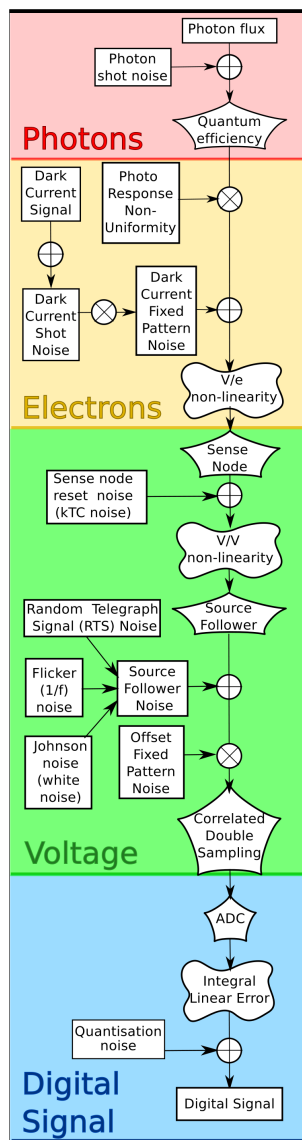 Photon flux
Photon
shot noise
Quantum
efficiency
Photons
Dark
Current
Signal
Photo
Response
Non-
Uniformity
Dark
Current
Shot
Noise
Dark
Current
Fixed
Pattern
Noise
V/e
non-linearity
Electrons
Sense
Node
Sense node
reset noise
(kTC noise)
V/V
non-linearity
Random Telegraph
Signal (RTS) Noise
Source
Follower
Flicker
(1/f)
noise
Source
Follower
Noise
Johnson
noise
(white
noise)
Offset
Fixed
Pattern
Noise
Correlated
Double
Sampling
Voltage
ADC
Integral
Linear Error
Quantisation
noise
Digital Signal
Digital
Signal